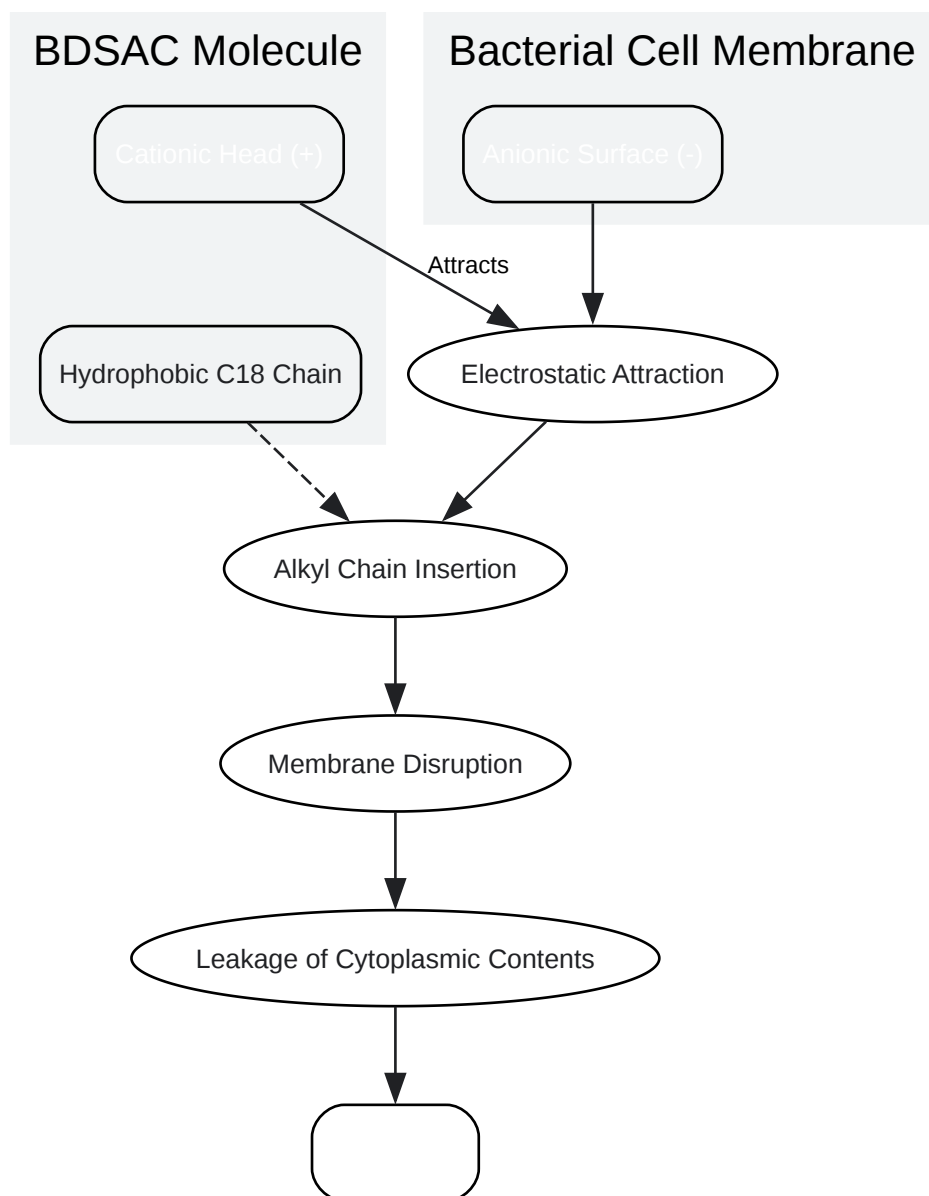 BDSAC Molecule
Bacterial Cell Membrane
Cationic Head (+)
Anionic Surface (-)
Attracts
Hydrophobic C18 Chain
Electrostatic Attraction
Alkyl Chain Insertion
Membrane Disruption
Leakage of Cytoplasmic Contents